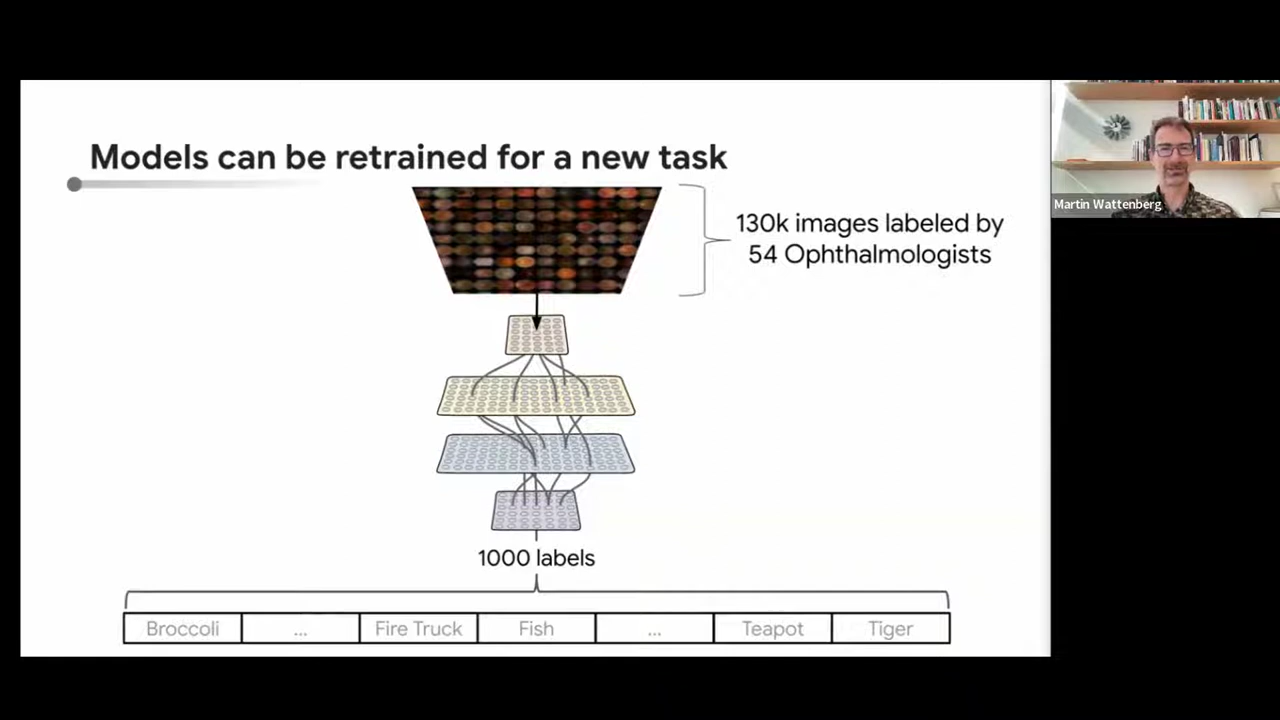 Models can be retrained for a new task
130k images labeled by
54 Ophthalmologists
Martin Wattenberg
1000 labels
Broccoli
...
Fire Truck
Fish
...
Teapot
Tiger